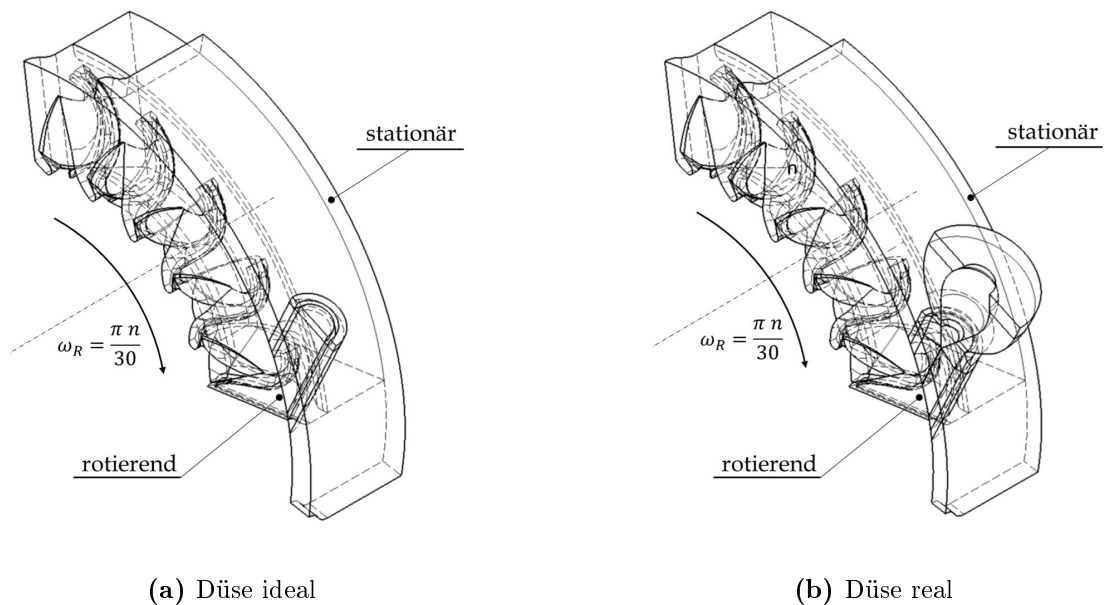 stationär
ω_R = π n / 30
rotierend
(a) Düse ideal
stationär
n
ω_R = π n / 30
rotierend
(b) Düse real